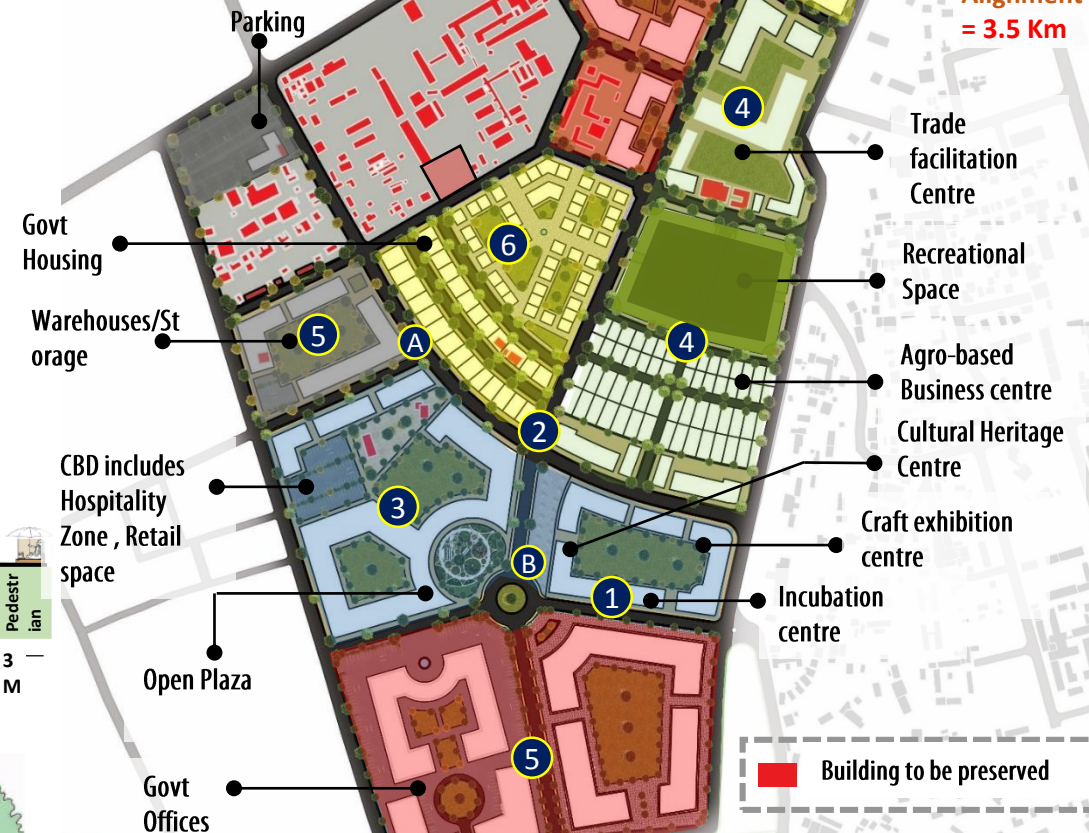 Alignment
= 3.5 Km
Parking
4
Trade
facilitation
Centre
Govt
Housing
6
Recreational
Space
Warehouses/St
orage
5
A
4
Agro-based
Business centre
2
Cultural Heritage
Centre
CBD includes
Hospitality
Zone , Retail
space
3
Craft exhibition
centre
B
1
Incubation
centre
Pedestr
ian
3
M
Open Plaza
5
Govt
Offices
Building to be preserved